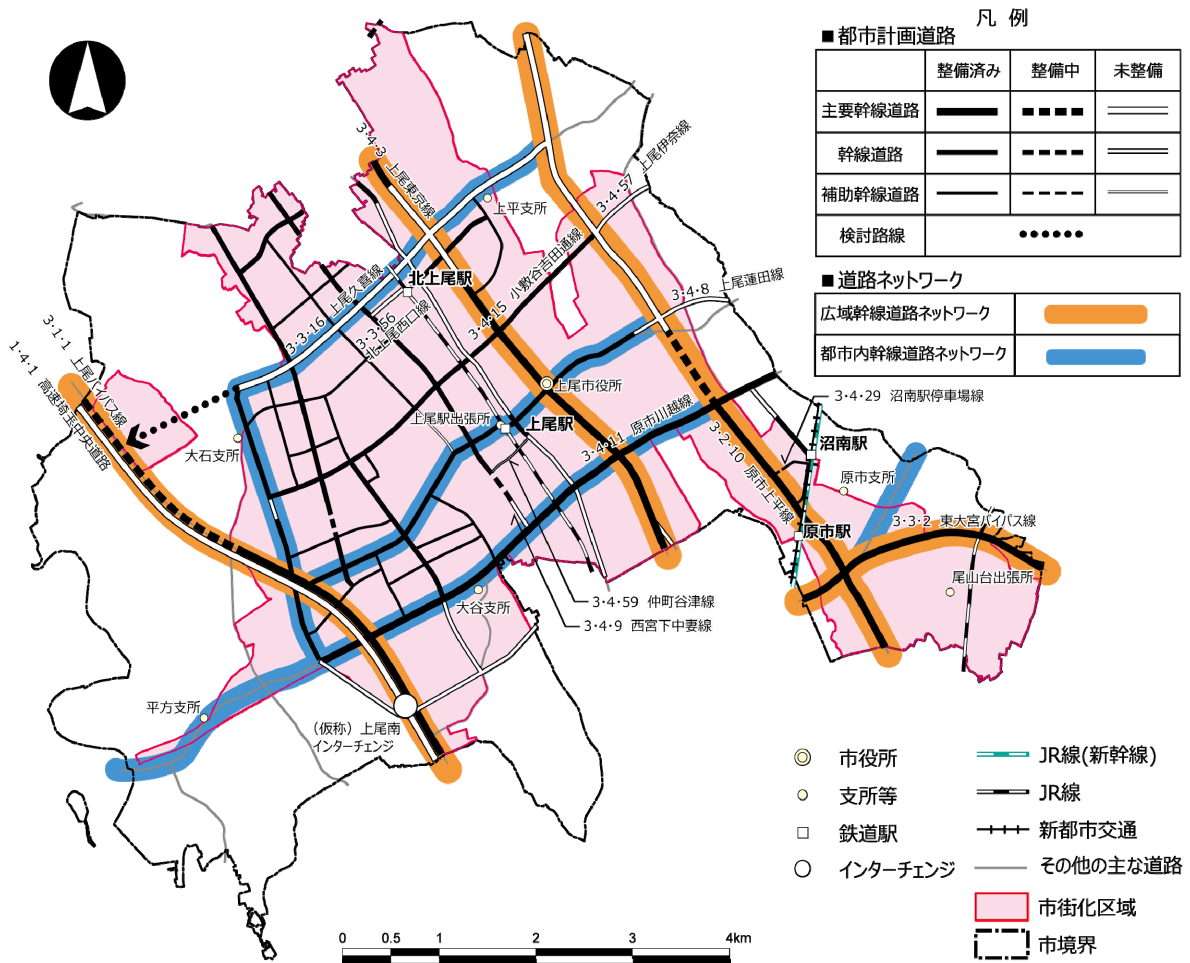 凡 例
■都市計画道路
整備済み 整備中 未整備
主要幹線道路
幹線道路
補助幹線道路
検討路線
■道路ネットワーク
広域幹線道路ネットワーク
都市内幹線道路ネットワーク
3・4・3 上尾東京線
3・4・57 上尾伊奈線
上平支所
北上尾駅
3・3・16 上尾久喜線
3・3・56
北上尾西口線
3・4・15 小敷谷吉田通線
3・4・8 上尾蓮田線
3・1・1 上尾バイパス線
1・4・1 高速埼玉中央道路
上尾市役所
上尾駅出張所
上尾駅
大石支所
3・4・11 原市川越線
3・4・29 沼南駅停車場線
沼南駅
原市支所
3・2・10 原市上平線
3・3・2 東大宮バイパス線
原市駅
尾山台出張所
大谷支所
3・4・59 仲町谷津線
3・4・9 西宮下中妻線
平方支所
（仮称）上尾南
インターチェンジ
市役所
支所等
鉄道駅
インターチェンジ
JR線(新幹線)
JR線
新都市交通
その他の主な道路
市街化区域
市境界
0 0.5 1 2 3 4km